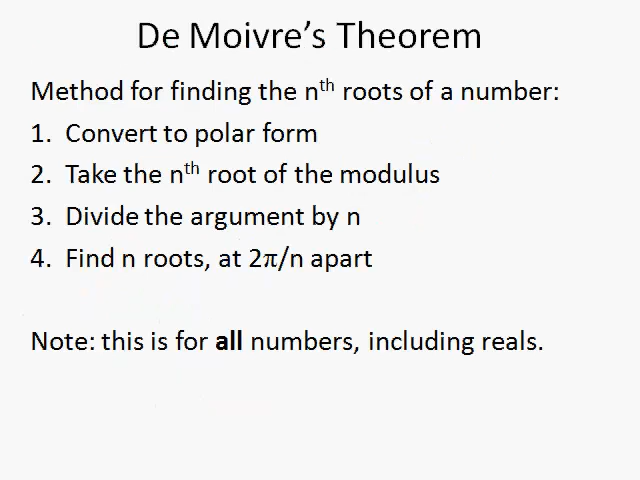 De Moivre’s Theorem
Method for finding the nth roots of a number:
1. Convert to polar form
2. Take the nth root of the modulus
3. Divide the argument by n
4. Find n roots, at 2π/n apart
Note: this is for all numbers, including reals.